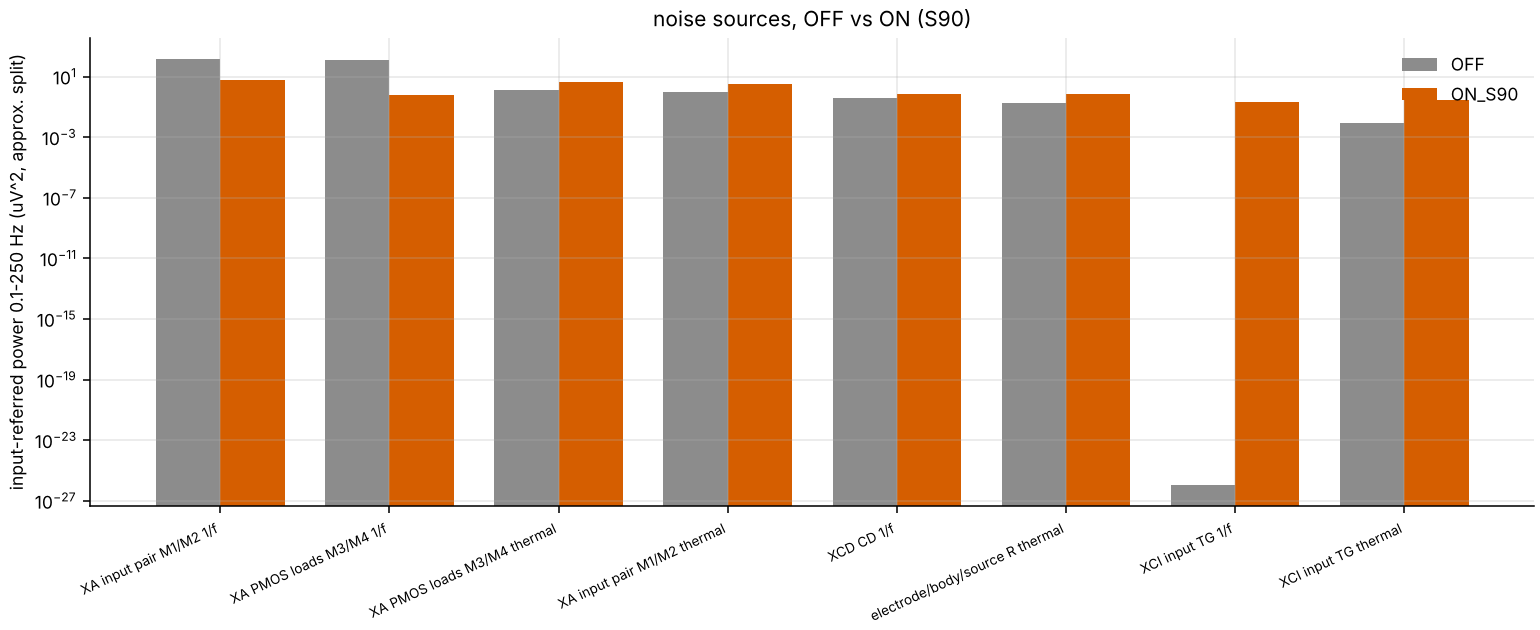 noise sources, OFF vs ON (S90)
input-referred power 0.1-250 Hz (uV^2, approx. split)
10^1
10^-3
10^-7
10^-11
10^-15
10^-19
10^-23
10^-27
OFF
ON_S90
XA input pair M1/M2 1/f
XA PMOS loads M3/M4 1/f
XA PMOS loads M3/M4 thermal
XA input pair M1/M2 thermal
XCD CD 1/f
electrode/body/source R thermal
XCI input TG 1/f
XCI input TG thermal